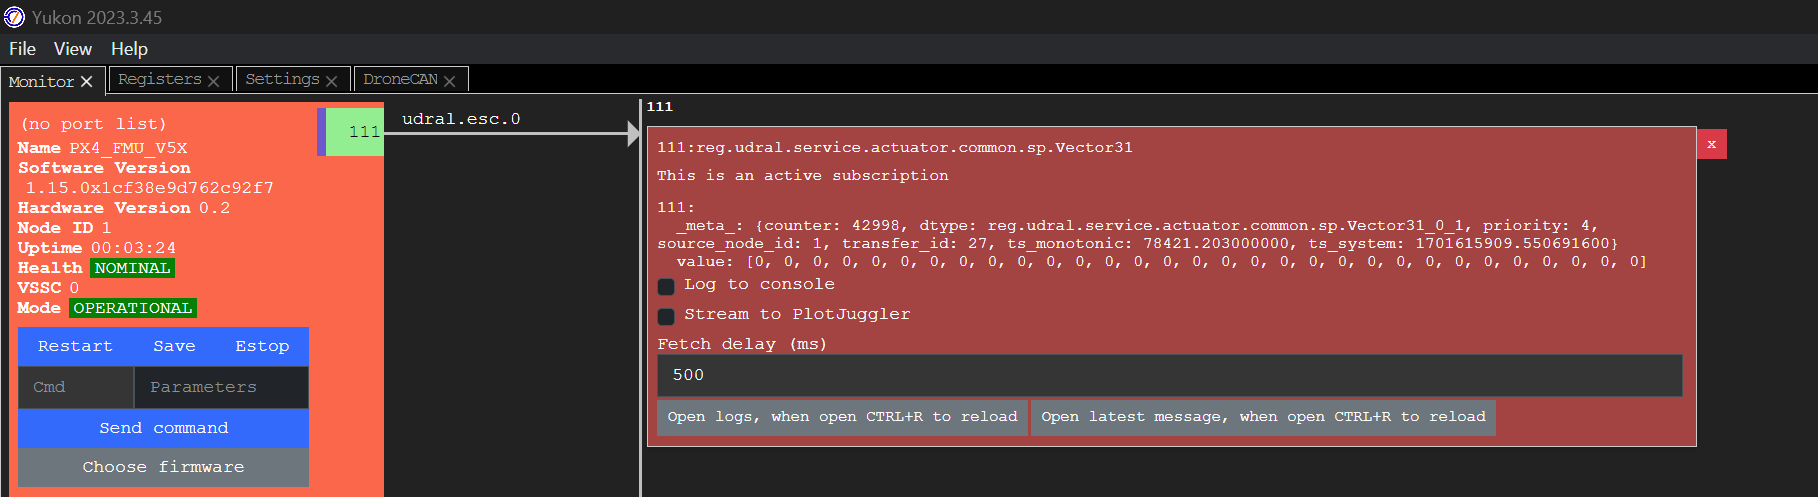 Yukon 2023.3.45
File View Help
Monitor × Registers × Settings × DroneCAN ×
(no port list)
Name PX4_FMU_V5X
Software Version
1.15.0x1cf38e9d762c92f7
Hardware Version 0.2
Node ID 1
Uptime 00:03:24
Health NOMINAL
VSSC 0
Mode OPERATIONAL
Restart Save Estop
Cmd Parameters
Send command
Choose firmware
111
udral.esc.0
111
111:reg.udral.service.actuator.common.sp.Vector31
x
This is an active subscription
111:
_meta_: {counter: 42998, dtype: reg.udral.service.actuator.common.sp.Vector31_0_1, priority: 4,
source_node_id: 1, transfer_id: 27, ts_monotonic: 78421.203000000, ts_system: 1701615909.550691600}
value: [0, 0, 0, 0, 0, 0, 0, 0, 0, 0, 0, 0, 0, 0, 0, 0, 0, 0, 0, 0, 0, 0, 0, 0, 0, 0, 0, 0, 0, 0, 0]
Log to console
Stream to PlotJuggler
Fetch delay (ms)
500
Open logs, when open CTRL+R to reload Open latest message, when open CTRL+R to reload